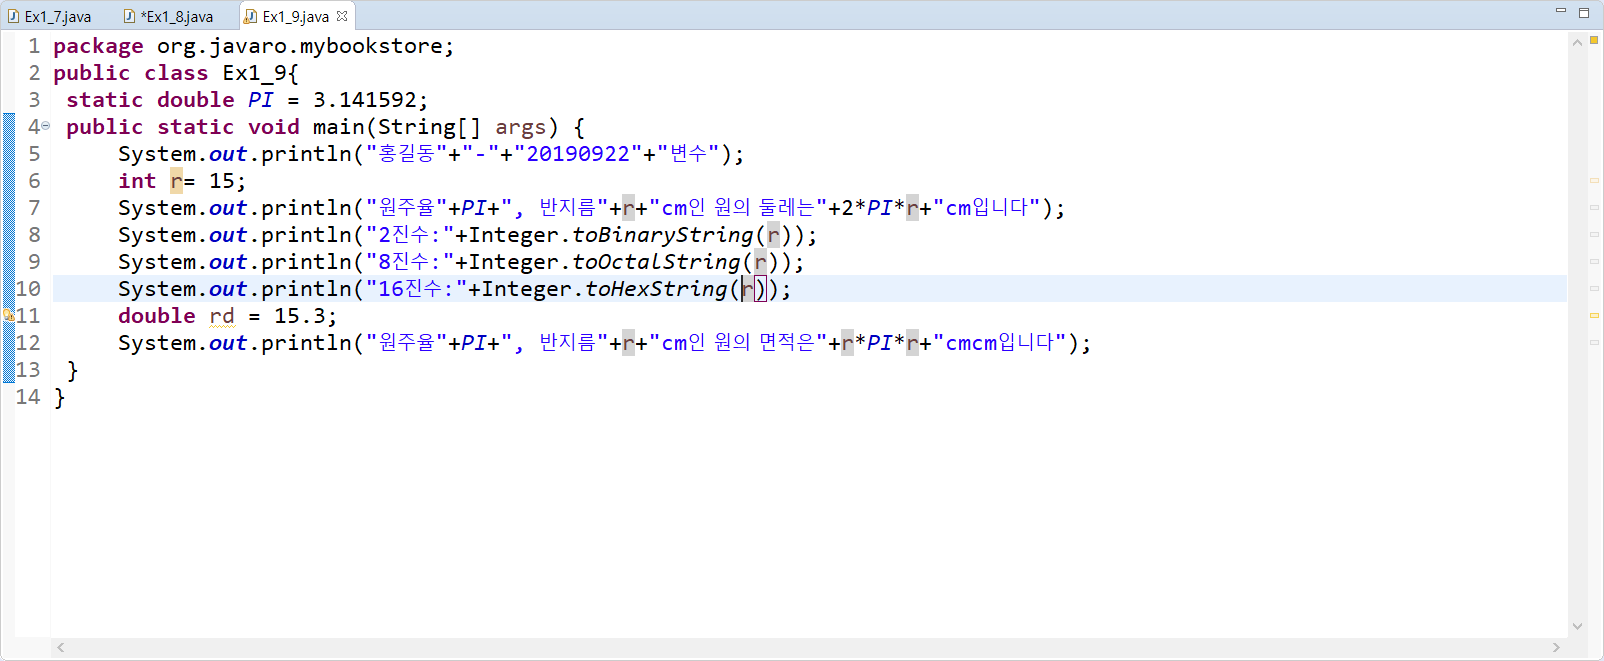 Ex1_7.java *Ex1_8.java Ex1_9.java
1 package org.javaro.mybookstore;
2 public class Ex1_9{
3 static double PI = 3.141592;
4 public static void main(String[] args) {
5 System.out.println("홍길동"+"-"+"20190922"+"변수");
6 int r= 15;
7 System.out.println("원주율"+PI+", 반지름"+r+"cm인 원의 둘레는"+2*PI*r+"cm입니다");
8 System.out.println("2진수:"+Integer.toBinaryString(r));
9 System.out.println("8진수:"+Integer.toOctalString(r));
10 System.out.println("16진수:"+Integer.toHexString(r));
11 double rd = 15.3;
12 System.out.println("원주율"+PI+", 반지름"+r+"cm인 원의 면적은"+r*PI*r+"cmcm입니다");
13 }
14 }